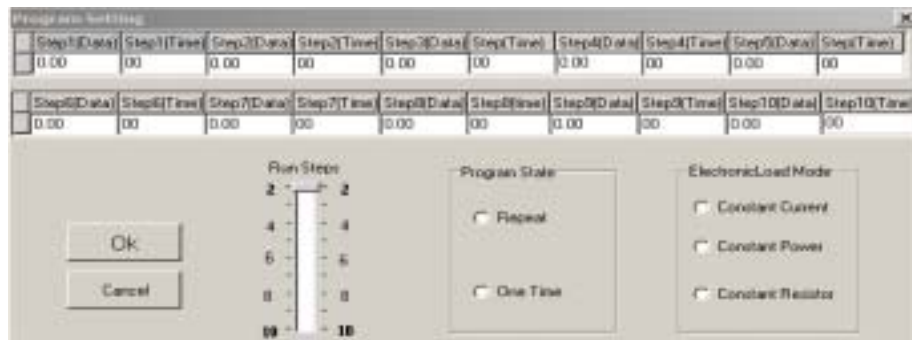 Program Setting
Step1(Data) Step1(Time) Step2(Data) Step2(Time) Step3(Data) Step(Time) Step4(Data) Step4(Time) Step5(Data) Step(Time)
0.00 00 0.00 00 0.00 00 0.00 00 0.00 00
Step6(Data) Step6(Time) Step7(Data) Step7(Time) Step8(Data) Step8(time) Step9(Data) Step9(Time) Step10(Data) Step10(Time
0.00 00 0.00 00 0.00 00 0.00 00 0.00 00
Run Steps
2 2
4 4
6 6
8 8
10 10
Ok
Cancel
Program State
Repeat
One Time
ElectronicLoad Mode
Constant Current
Constant Power
Constant Resistor